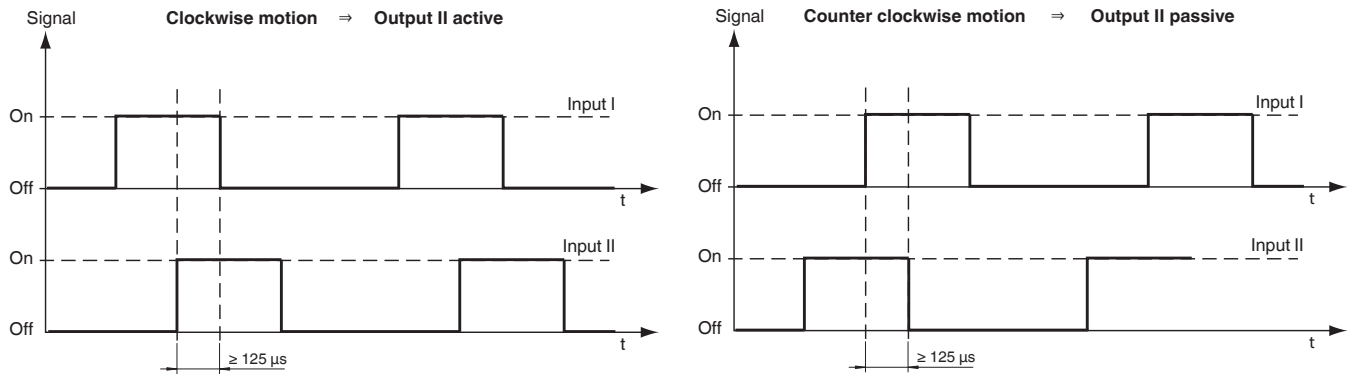 Signal
Clockwise motion ⇒ Output II active
On
Input I
Off
t
On
Input II
Off
t
≥ 125 µs
Signal
Counter clockwise motion ⇒ Output II passive
On
Input I
Off
t
On
Input II
Off
t
≥ 125 µs